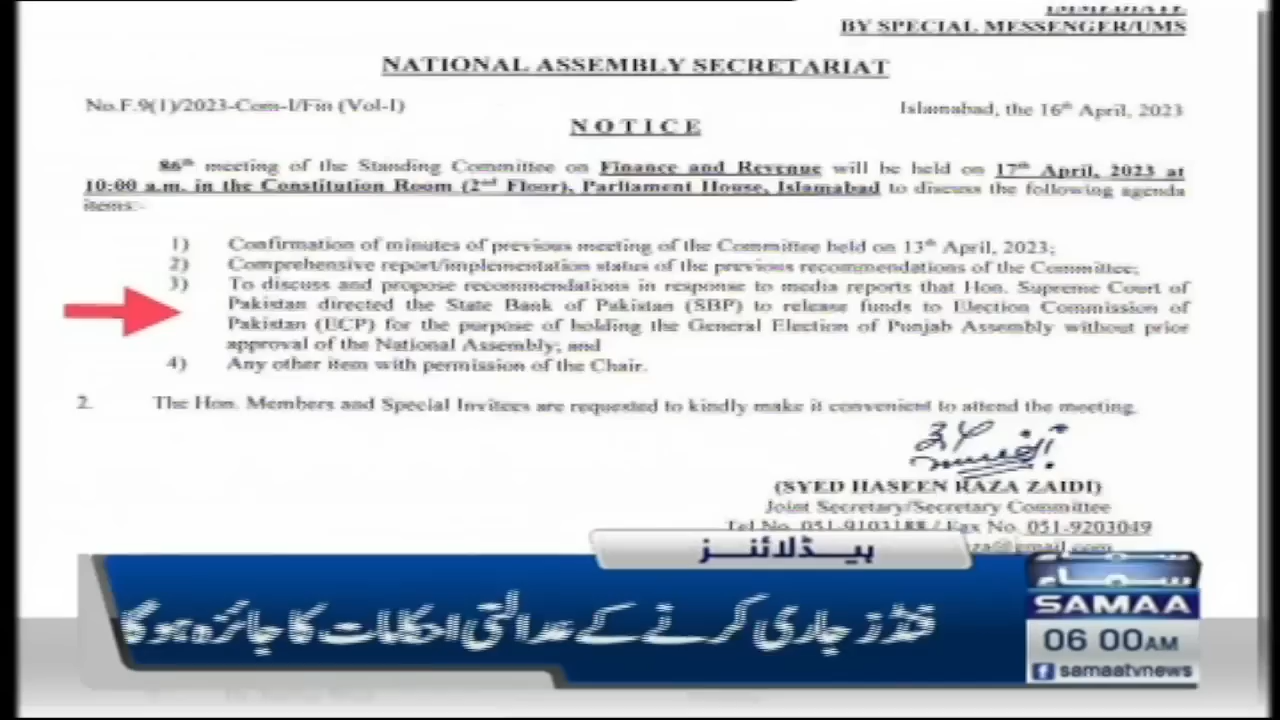 IMMEDIATE
BY SPECIAL MESSENGER/UMS
NATIONAL ASSEMBLY SECRETARIAT
No.F.9(1)/2023-Com-I/Fin (Vol-I)
Islamabad, the 16th April, 2023
NOTICE
86th meeting of the Standing Committee on Finance and Revenue will be held on 17th April, 2023 at
10:00 a.m. in the Constitution Room (2nd Floor), Parliament House, Islamabad to discuss the following agenda
items:-
1) Confirmation of minutes of previous meeting of the Committee held on 13th April, 2023;
2) Comprehensive report/implementation status of the previous recommendations of the Committee;
3) To discuss and propose recommendations in response to media reports that Hon. Supreme Court of
Pakistan directed the State Bank of Pakistan (SBP) to release funds to Election Commission of
Pakistan (ECP) for the purpose of holding the General Election of Punjab Assembly without prior
approval of the National Assembly; and
4) Any other item with permission of the Chair.
2. The Hon. Members and Special Invitees are requested to kindly make it convenient to attend the meeting.
(SYED HASEEN RAZA ZAIDI)
Joint Secretary/Secretary Committee
Tel No. 051-9103188 / Fax No. 051-9203049
ہیڈلائنز
فنڈز جاری کرنے کے عدالتی احکامات کا جائزہ ہوگا
سماء
SAMAA
06 00AM
samaatvnews